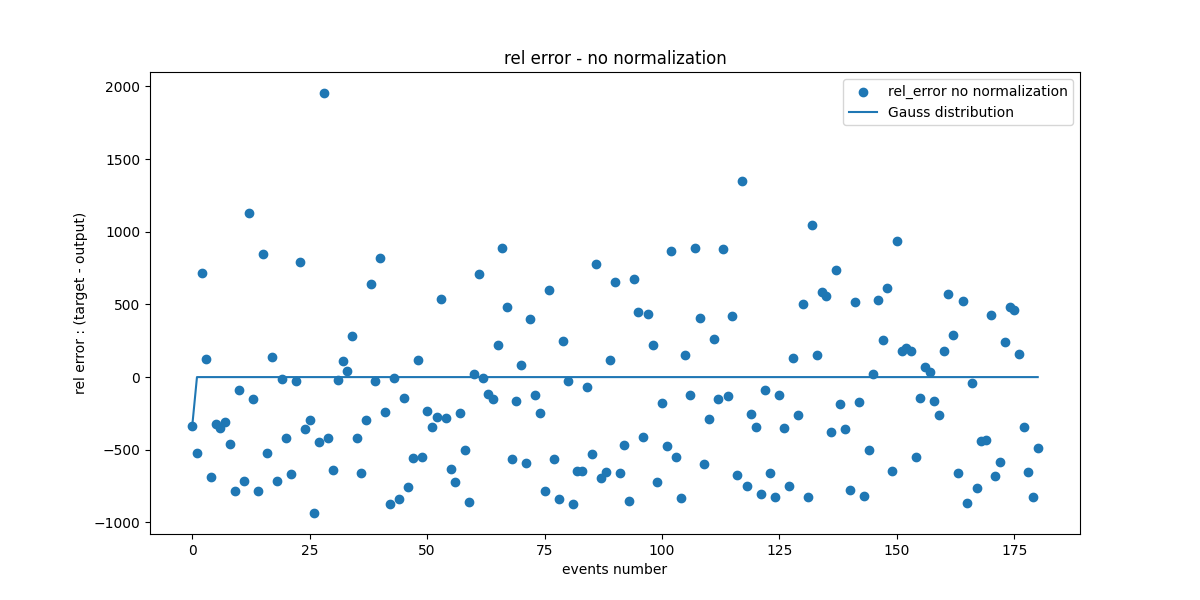 rel error - no normalization
rel_error no normalization
Gauss distribution
rel error : (target - output)
2000
1500
1000
500
0
−500
−1000
0 25 50 75 100 125 150 175
events number